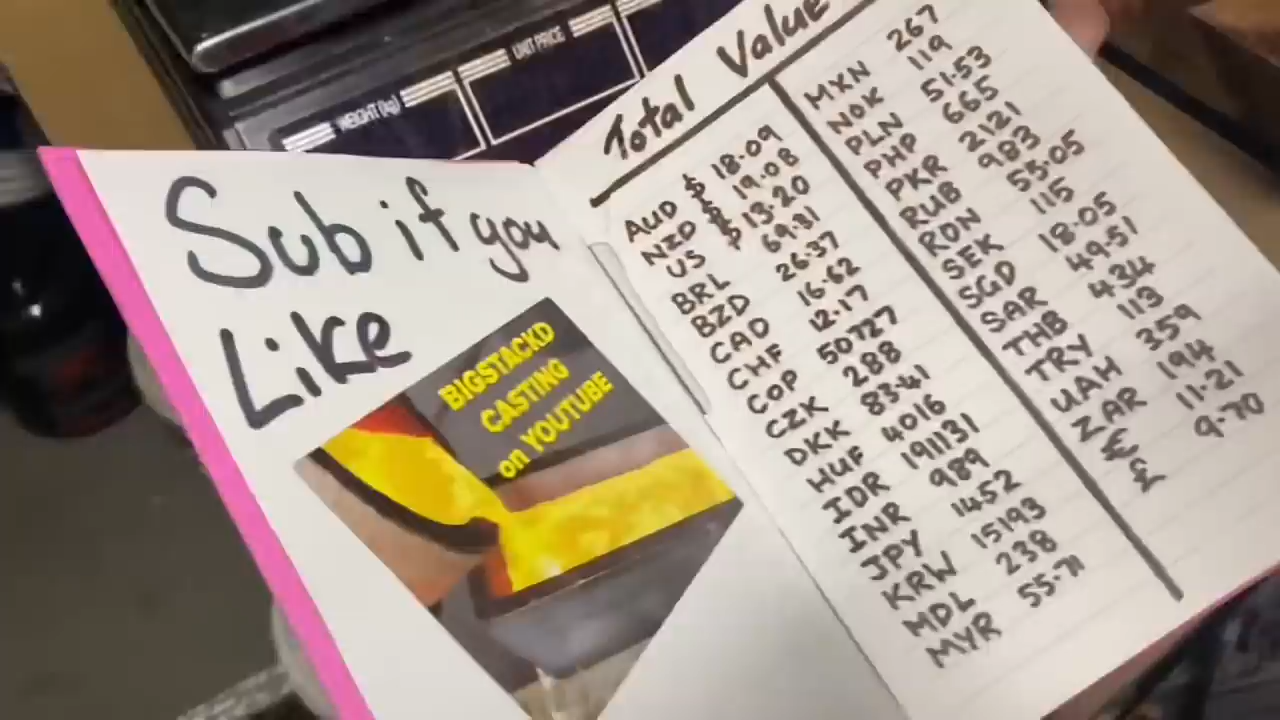 WEIGHT (kg)
UNIT PRICE
Sub if you
Like
BIGSTACKD
CASTING
on YOUTUBE
Total Value
AUD $ 18.09
NZD $ 19.08
US $ 13.20
BRL 69.31
BZD 26.37
CAD 16.62
CHF 12.17
COP 50727
CZK 288
DKK 83.41
HUF 4016
IDR 191131
INR 989
JPY 1452
KRW 15193
MDL 238
MYR 55.71
MXN 267
NOK 119
PLN 51.53
PHP 665
PKR 2121
RUB 983
RON 55.05
SEK 115
SGD 18.05
SAR 49.51
THB 434
TRY 113
UAH 359
ZAR 194
€ 11.21
£ 9.70